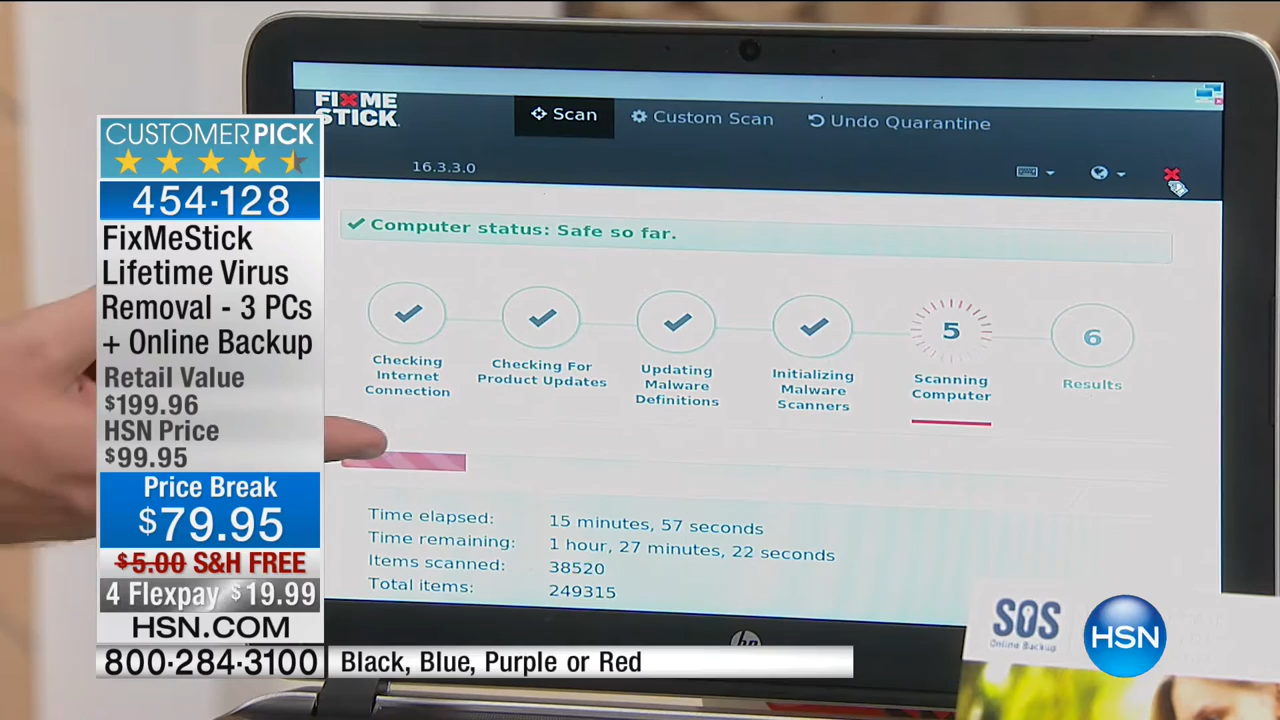 CUSTOMER PICK
454·128
FixMeStick
Lifetime Virus
Removal - 3 PCs
+ Online Backup
Retail Value
$199.96
HSN Price
$99.95
Price Break
$79.95
$5.00 S&H FREE
4 Flexpay $19.99
HSN.COM
800·284·3100
Black, Blue, Purple or Red
FIXME
STICK
Scan
Custom Scan
Undo Quarantine
16.3.3.0
Computer status: Safe so far.
Checking
Internet
Connection
Checking For
Product Updates
Updating
Malware
Definitions
Initializing
Malware
Scanners
5
Scanning
Computer
6
Results
Time elapsed: 15 minutes, 57 seconds
Time remaining: 1 hour, 27 minutes, 22 seconds
Items scanned: 38520
Total items: 249315
hp
SOS
Online Backup
HSN